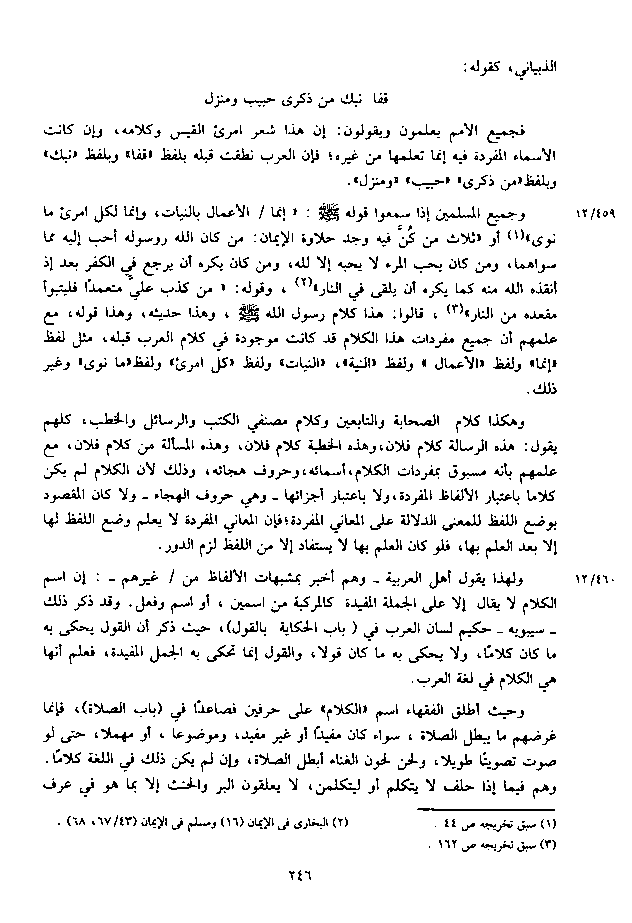 الذبياني، كقوله:
قفا نبك من ذكرى حبيب ومنزل
فجميع الأمم يعلمون ويقولون: إن هذا شعر امرئ القيس وكلامه، وإن كانت
الأسماء المفردة فيه إنما تعلمها من غيره؛ فإن العرب نطقت قبله بلفظ «قفا» وبلفظ «نبك»
وبلفظ«من ذكرى» «حبيب» «ومنزل».
١٢/٤٥٩ وجميع المسلمين إذا سمعوا قوله ﷺ : « إنما / الأعمال بالنيات، وإنما لكل امرئ ما
نوى»(١) أو «ثلاث من كُنَّ فيه وجد حلاوة الإيمان: من كان الله ورسوله أحب إليه مما
سواهما، ومن كان يحب المرء لا يحبه إلا لله، ومن كان يكره أن يرجع في الكفر بعد إذ
أنقذه الله منه كما يكره أن يلقى في النار»(٢) ، وقوله: « من كذب عليَّ متعمداً فليتبوأ
مقعده من النار»(٣) ، قالوا: هذا كلام رسول الله ﷺ ، وهذا حديثه، وهذا قوله، مع
علمهم أن جميع مفردات هذا الكلام قد كانت موجودة في كلام العرب قبله، مثل لفظ
«إنما» ولفظ «الأعمال » ولفظ «النية»، «النيات» ولفظ «كل امرئ» ولفظ«ما نوى» وغير
ذلك.
وهكذا كلام الصحابة والتابعين وكلام مصنفي الكتب والرسائل والخطب، كلهم
يقول: هذه الرسالة كلام فلان،وهذه الخطبة كلام فلان، وهذه المسألة من كلام فلان، مع
علمهم بأنه مسبوق بمفردات الكلام،أسمائه،وحروف هجائه، وذلك لأن الكلام لم يكن
كلاما باعتبار الألفاظ المفردة،ولا باعتبار أجزائها ـ وهي حروف الهجاء ـ ولا كان المقصود
بوضع اللفظ للمعنى الدلالة على المعاني المفردة؛فإن المعاني المفردة لا يعلم وضع اللفظ لها
إلا بعد العلم بها، فلو كان العلم بها لا يستفاد إلا من اللفظ لزم الدور.
١٢/٤٦٠ ولهذا يقول أهل العربية ـ وهم أخبر بمشبهات الألفاظ من / غيرهم ـ : إن اسم
الكلام لا يقال إلا على الجملة المفيدة كالمركبة من اسمين ، أو اسم وفعل. وقد ذكر ذلك
ـ سيبويه ـ حكيم لسان العرب في ( باب الحكاية بالقول)، حيث ذكر أن القول يحكى به
ما كان كلامًا، ولا يحكى به ما كان قولا، والقول إنما تحكى به الجمل المفيدة، فعلم أنها
هي الكلام في لغة العرب.
وحيث أطلق الفقهاء اسم «الكلام» على حرفين فصاعدًا في (باب الصلاة)، فإنما
غرضهم ما يبطل الصلاة ، سواء كان مفيدًا أو غير مفيد، وموضوعا ، أو مهملا، حتى لو
صوت تصويتًا طويلا، ولحن لحون الغناء أبطل الصلاة، وإن لم يكن ذلك في اللغة كلامًا.
وهم فيما إذا حلف لا يتكلم أو ليتكلمن، لا يعلقون البر والحنث إلا بما هو في عرف
(١) سبق تخريجه ص ٤٤ . (٢) البخارى فى الإيمان (١٦) ومسلم فى الإيمان (٦٧/٤٣، ٦٨) .
(٣) سبق تخريجه ص ١٦٢ .
٢٤٦